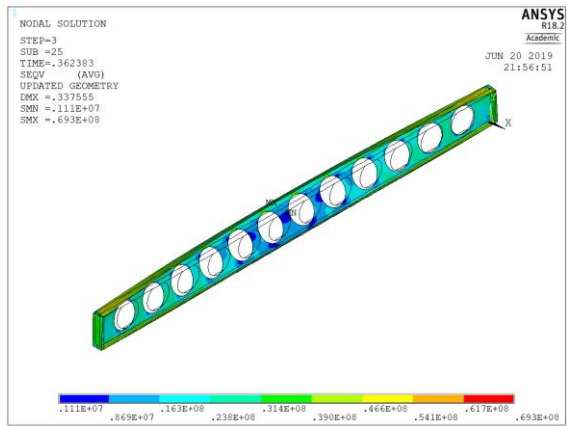 1
NODAL SOLUTION
STEP=3
SUB =25
TIME=.362383
SEQV (AVG)
UPDATED GEOMETRY
DMX =.337555
SMN =.111E+07
SMX =.693E+08
ANSYS
R18.2
Academic
JUN 20 2019
21:56:51
X
.111E+07 .163E+08 .314E+08 .466E+08 .617E+08
.869E+07 .238E+08 .390E+08 .541E+08 .693E+08